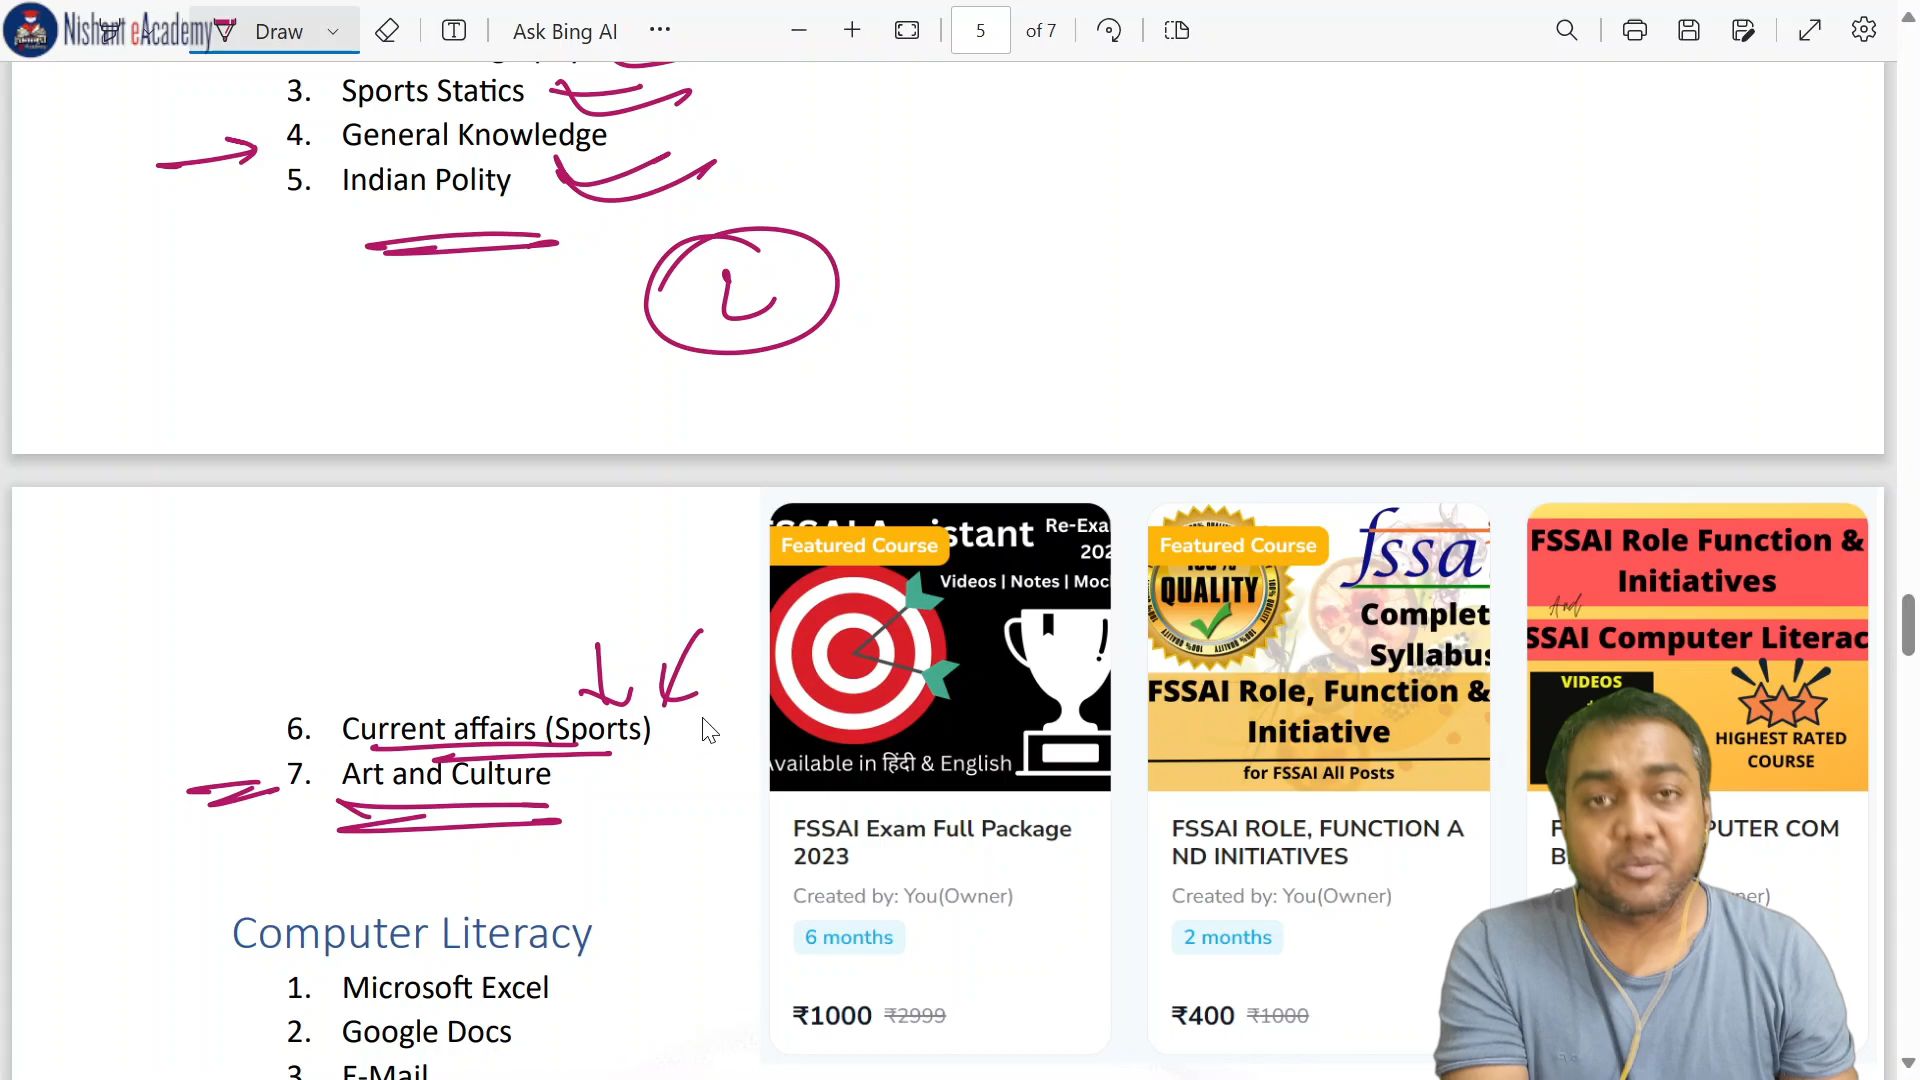 Nishant eAcademy
Draw
Ask Bing AI
5 of 7
3. Sports Statics
4. General Knowledge
5. Indian Polity
6. Current affairs (Sports)
7. Art and Culture
Computer Literacy
1. Microsoft Excel
2. Google Docs
3. E-Mail
Featured Course
Re-Exa
Videos | Notes | Moc
Available in हिंदी & English
FSSAI Exam Full Package
2023
Created by: You(Owner)
6 months
₹1000 ₹2999
Featured Course
QUALITY
fssa
Complet
Syllabus
FSSAI Role, Function &
Initiative
for FSSAI All Posts
FSSAI ROLE, FUNCTION A
ND INITIATIVES
Created by: You(Owner)
2 months
₹400 ₹1000
FSSAI Role Function &
Initiatives
And
SSAI Computer Literac
VIDEOS
HIGHEST RATED
COURSE
PUTER COM